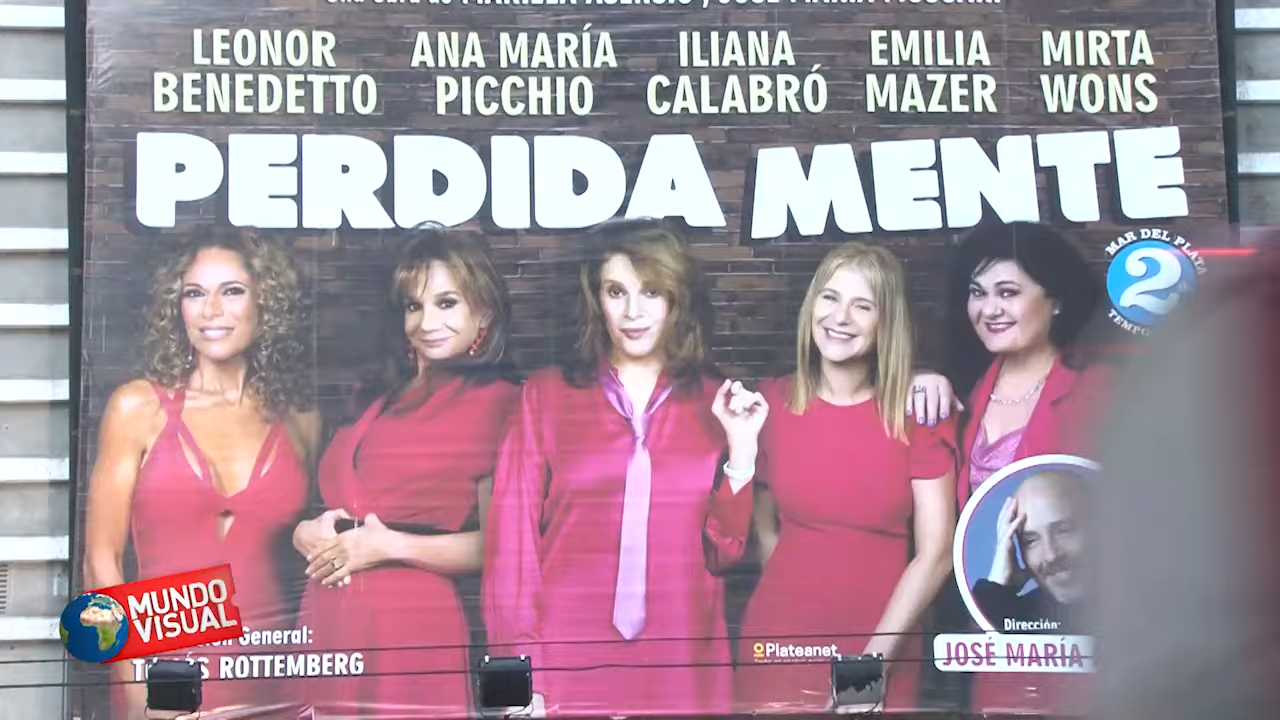 LEONOR BENEDETTO
ANA MARÍA PICCHIO
ILIANA CALABRÓ
EMILIA MAZER
MIRTA WONS
PERDIDA MENTE
MAR DEL PLATA
2
General:
ROTTEMBERG
Plateanet
Dirección:
JOSÉ MARÍA
MUNDO
VISUAL